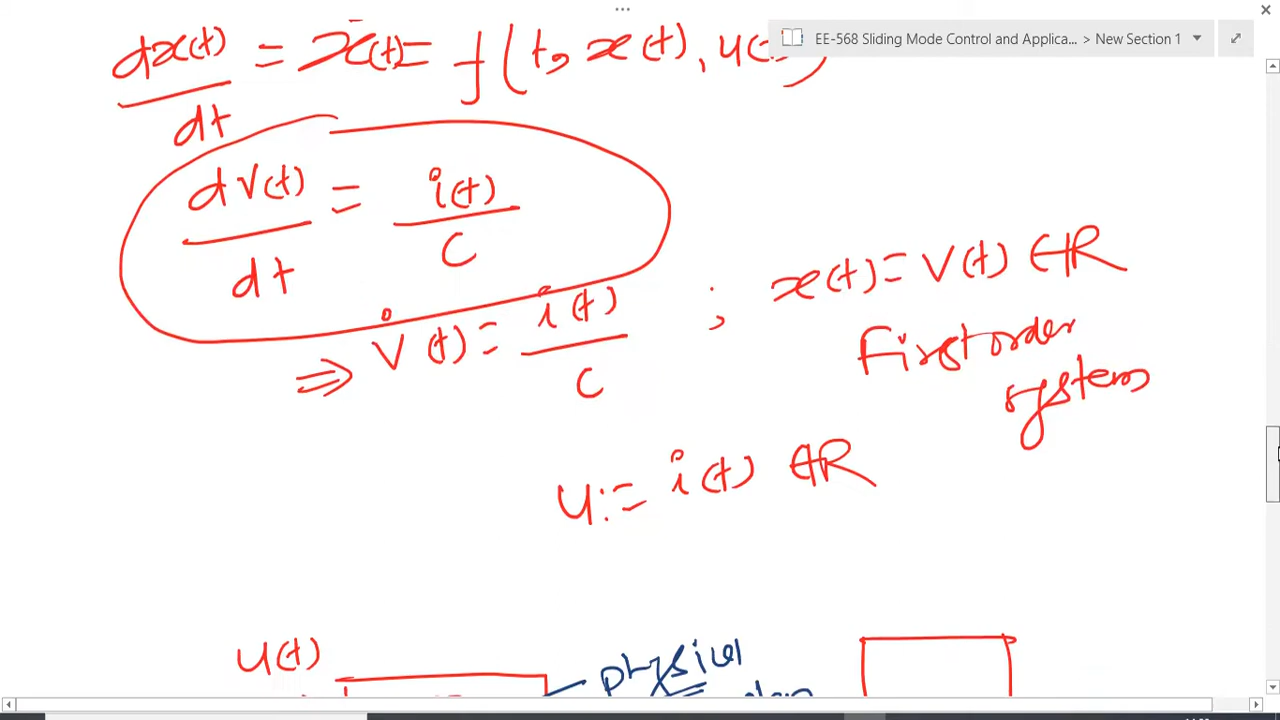 EE-568 Sliding Mode Control and Applica... > New Section 1
dx(t)/dt = ẋ(t) = f(t, x(t), u(
dV(t)/dt = i(t)/C
⇒ V̇(t) = i(t)/C ; x(t) = V(t) ∈ ℝ
First order
system
u := i(t) ∈ ℝ
u(t)
physical